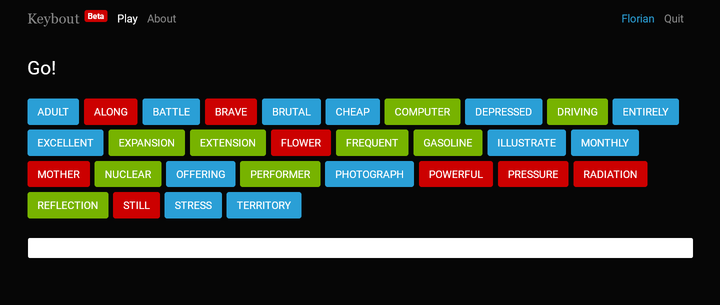 Keybout Beta Play About Florian Quit
Go!
ADULT ALONG BATTLE BRAVE BRUTAL CHEAP COMPUTER DEPRESSED DRIVING ENTIRELY
EXCELLENT EXPANSION EXTENSION FLOWER FREQUENT GASOLINE ILLUSTRATE MONTHLY
MOTHER NUCLEAR OFFERING PERFORMER PHOTOGRAPH POWERFUL PRESSURE RADIATION
REFLECTION STILL STRESS TERRITORY